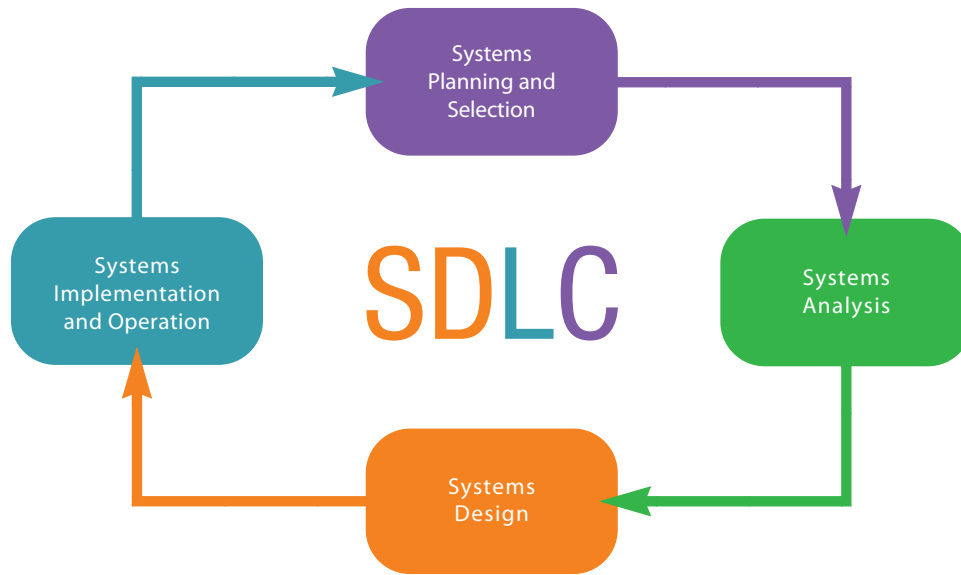 Systems
Planning and
Selection
Systems
Implementation
and Operation
SDLC
Systems
Analysis
Systems
Design